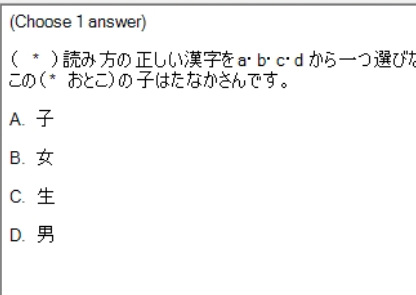 (Choose 1 answer)
( * )読み方の正しい漢字をa·b·c·dから一つ選びな
この(* おとこ)の子はたなかさんです。
A. 子
B. 女
C. 生
D. 男